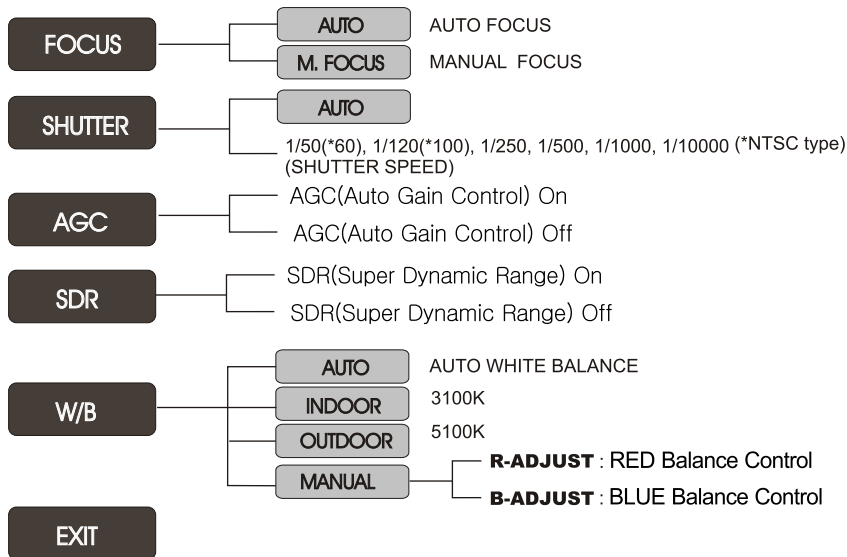 FOCUS
AUTO AUTO FOCUS
M. FOCUS MANUAL FOCUS
SHUTTER
AUTO
1/50(*60), 1/120(*100), 1/250, 1/500, 1/1000, 1/10000 (*NTSC type)
(SHUTTER SPEED)
AGC
AGC(Auto Gain Control) On
AGC(Auto Gain Control) Off
SDR
SDR(Super Dynamic Range) On
SDR(Super Dynamic Range) Off
W/B
AUTO AUTO WHITE BALANCE
INDOOR 3100K
OUTDOOR 5100K
MANUAL
R-ADJUST : RED Balance Control
B-ADJUST : BLUE Balance Control
EXIT